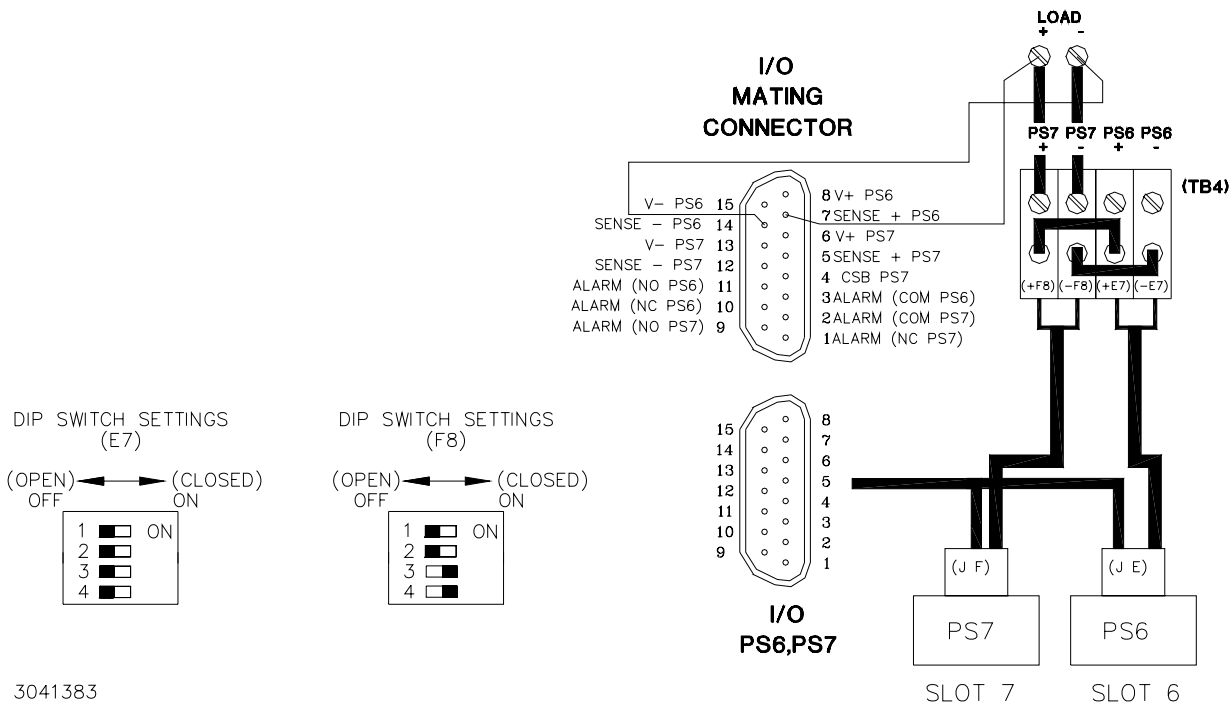 LOAD
+ -
I/O
MATING
CONNECTOR
PS7 PS7 PS6 PS6
+ - + -
(TB4)
V- PS6 15
SENSE - PS6 14
V- PS7 13
SENSE - PS7 12
ALARM (NO PS6) 11
ALARM (NC PS6) 10
ALARM (NO PS7) 9
8 V+ PS6
7 SENSE + PS6
6 V+ PS7
5 SENSE + PS7
4 CSB PS7
3 ALARM (COM PS6)
2 ALARM (COM PS7)
1 ALARM (NC PS7)
(+F8) (-F8) (+E7) (-E7)
DIP SWITCH SETTINGS
(E7)
(OPEN) (CLOSED)
OFF ON
1 ON
2
3
4
DIP SWITCH SETTINGS
(F8)
(OPEN) (CLOSED)
OFF ON
1 ON
2
3
4
15
14
13
12
11
10
9
8
7
6
5
4
3
2
1
I/O
PS6,PS7
(J F)
PS7
SLOT 7
(J E)
PS6
SLOT 6
3041383